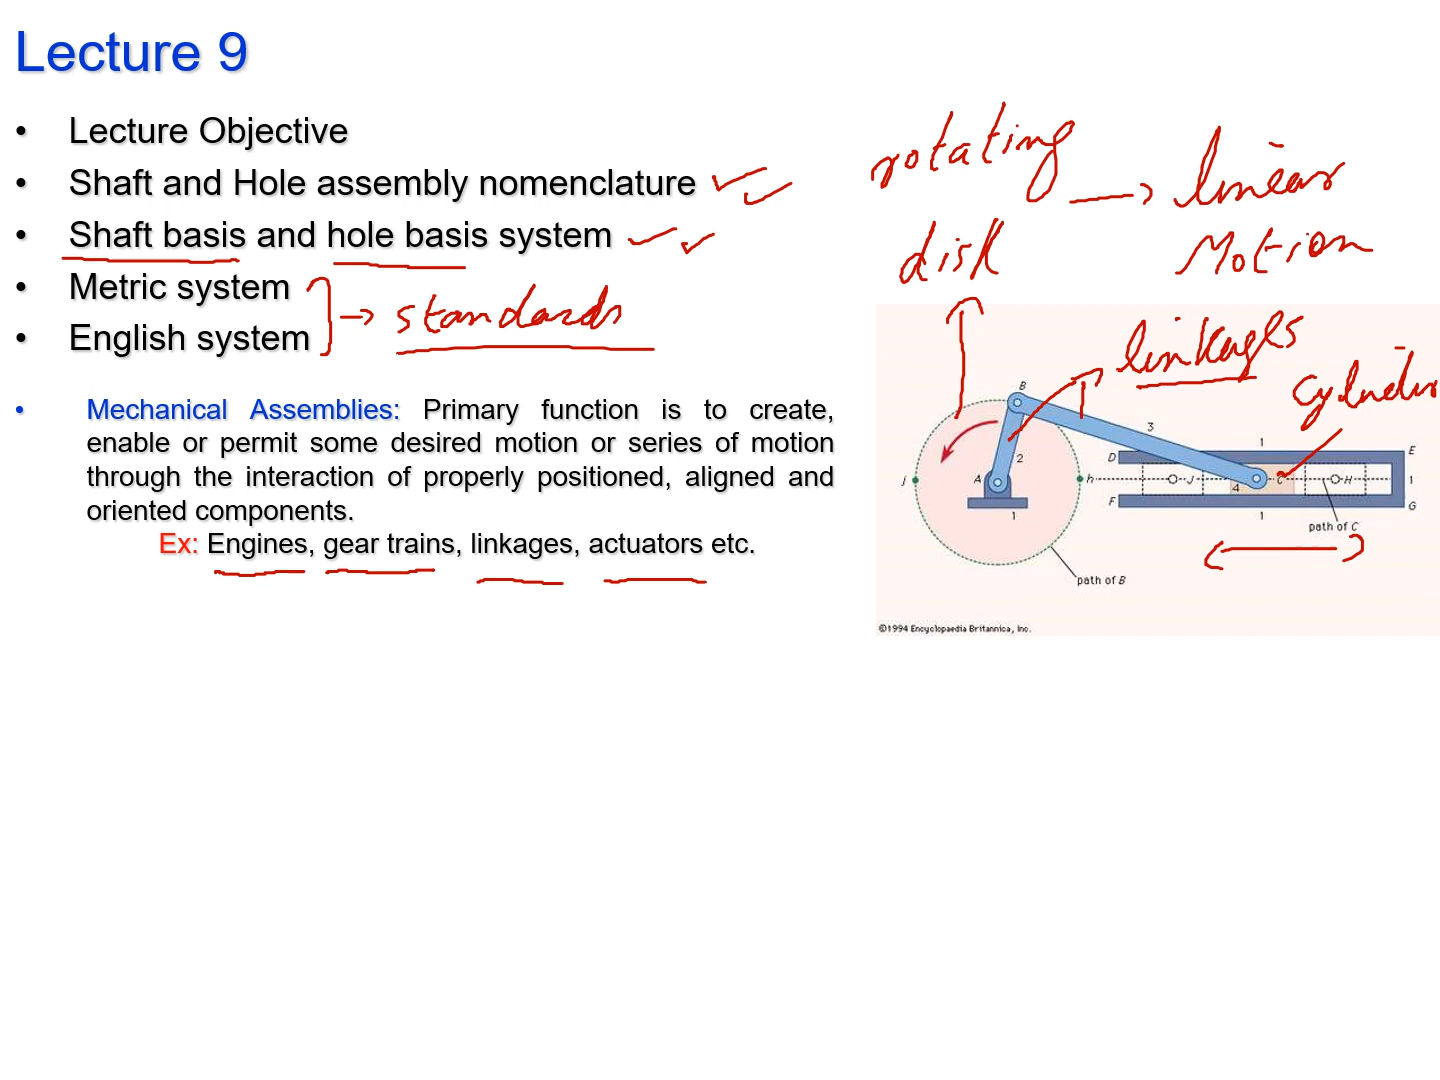 Lecture 9
• Lecture Objective
• Shaft and Hole assembly nomenclature
• Shaft basis and hole basis system
• Metric system
• English system
→ standards
• Mechanical Assemblies: Primary function is to create,
enable or permit some desired motion or series of motion
through the interaction of properly positioned, aligned and
oriented components.
Ex: Engines, gear trains, linkages, actuators etc.
rotating → linear
disk Motion
linkages
cylinder
B
3
1
D
E
2
j
A
h
J
4
C
H
1
F
G
1
1
path of C
path of B
©1994 Encyclopaedia Britannica, Inc.